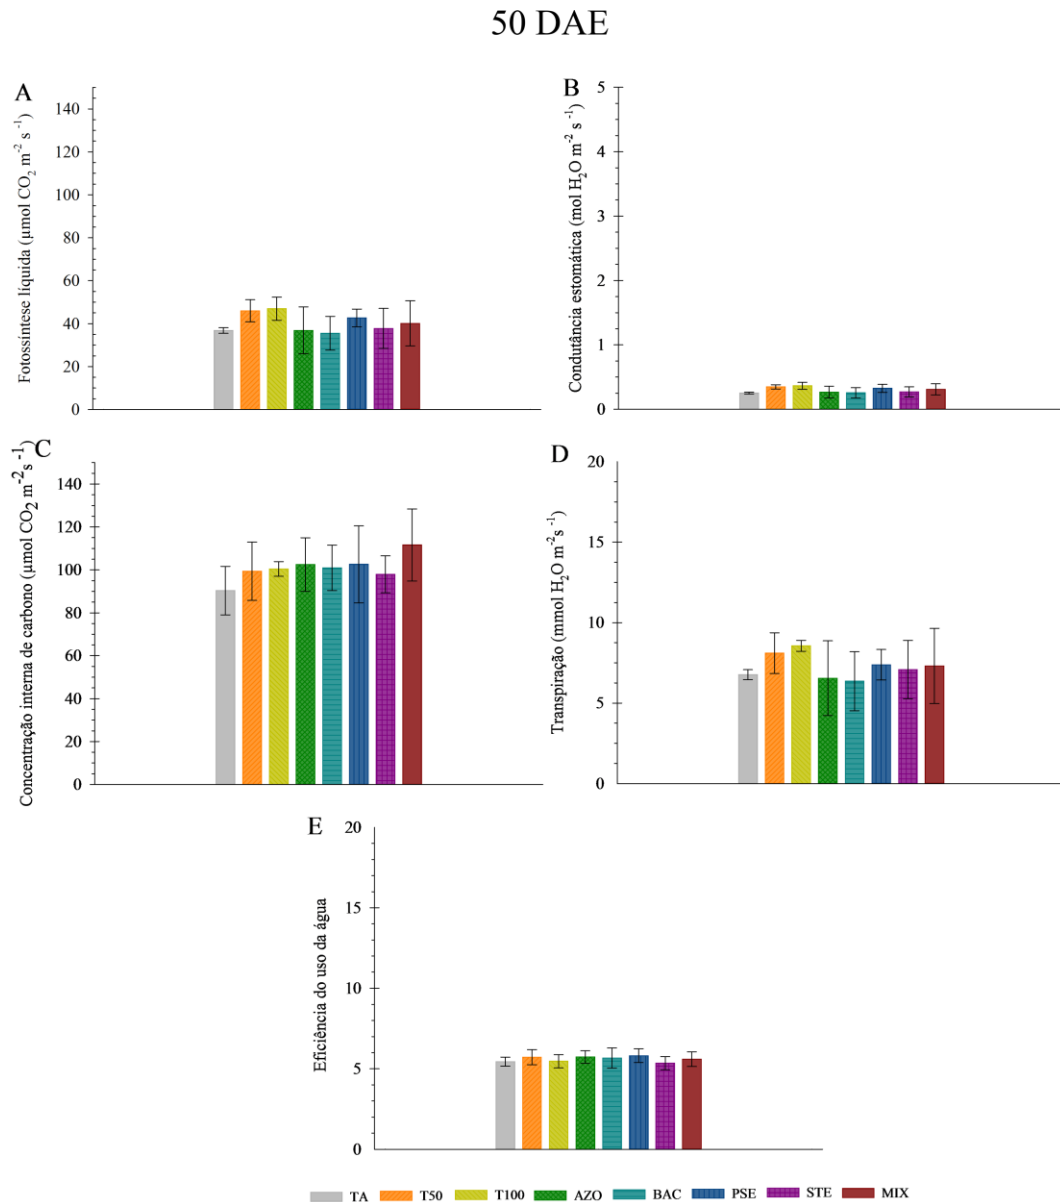 50 DAE
A
Fotossíntese líquida (µmol CO₂ m⁻² s⁻¹)
140
120
100
80
60
40
20
0
B
Condutância estomática (mol H₂O m⁻² s⁻¹)
5
4
3
2
1
0
C
Concentração interna de carbono (µmol CO₂ m⁻²s⁻¹)
140
120
100
80
60
40
20
0
D
Transpiração (mmol H₂O m⁻²s⁻¹)
20
15
10
5
0
E
Eficiência do uso da água
20
15
10
5
0
TA T50 T100 AZO BAC PSE STE MIX